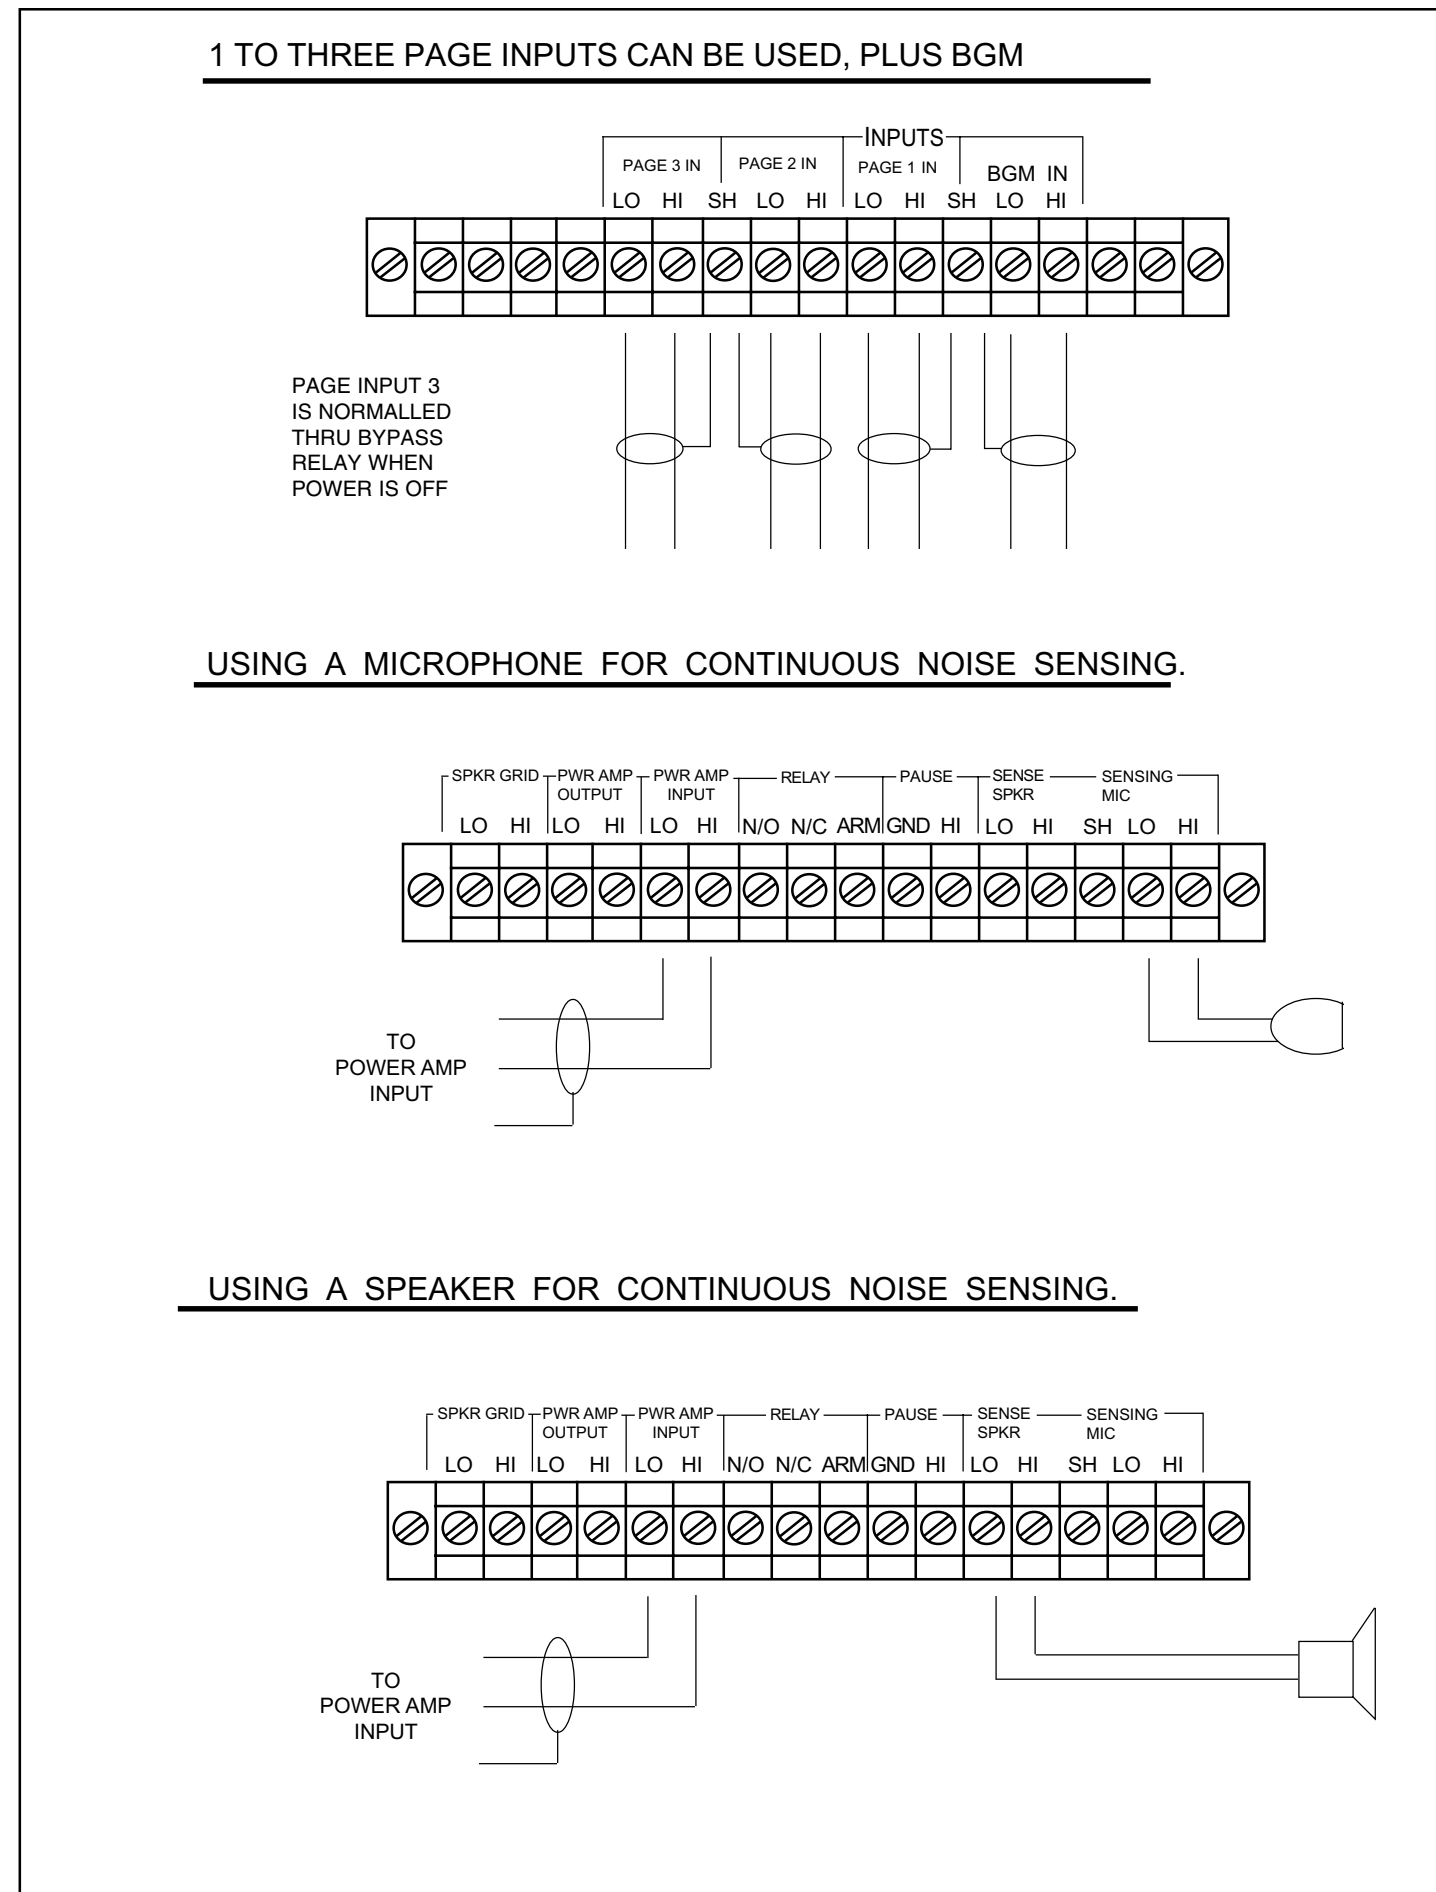 1 TO THREE PAGE INPUTS CAN BE USED, PLUS BGM
INPUTS
PAGE 3 IN PAGE 2 IN PAGE 1 IN BGM IN
LO HI SH LO HI LO HI SH LO HI
PAGE INPUT 3
IS NORMALLED
THRU BYPASS
RELAY WHEN
POWER IS OFF
USING A MICROPHONE FOR CONTINUOUS NOISE SENSING.
SPKR GRID PWR AMP PWR AMP RELAY PAUSE SENSE SENSING
OUTPUT INPUT SPKR MIC
LO HI LO HI LO HI N/O N/C ARM GND HI LO HI SH LO HI
TO
POWER AMP
INPUT
USING A SPEAKER FOR CONTINUOUS NOISE SENSING.
SPKR GRID PWR AMP PWR AMP RELAY PAUSE SENSE SENSING
OUTPUT INPUT SPKR MIC
LO HI LO HI LO HI N/O N/C ARM GND HI LO HI SH LO HI
TO
POWER AMP
INPUT